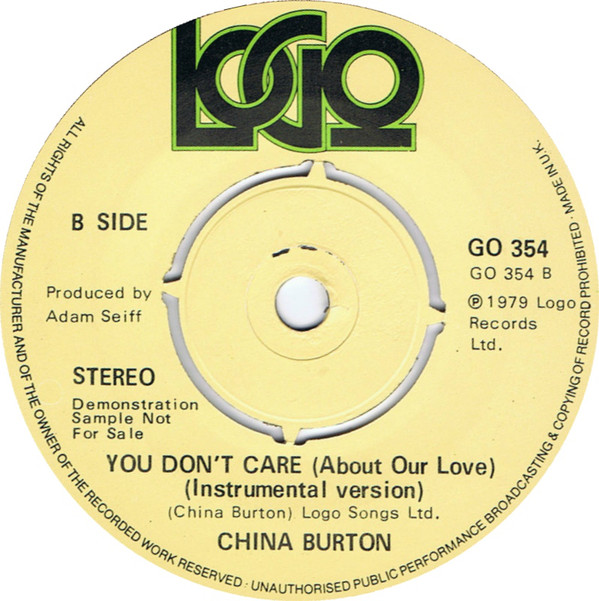 LOGO
B SIDE
GO 354
GO 354 B
Produced by
Adam Seiff
℗ 1979 Logo
Records
Ltd.
STEREO
Demonstration
Sample Not
For Sale
YOU DON'T CARE (About Our Love)
(Instrumental version)
(China Burton) Logo Songs Ltd.
CHINA BURTON
ALL RIGHTS OF THE MANUFACTURER AND OF THE OWNER OF THE RECORDED WORK RESERVED · UNAUTHORISED PUBLIC PERFORMANCE BROADCASTING & COPYING OF RECORD PROHIBITED · MADE IN U.K.